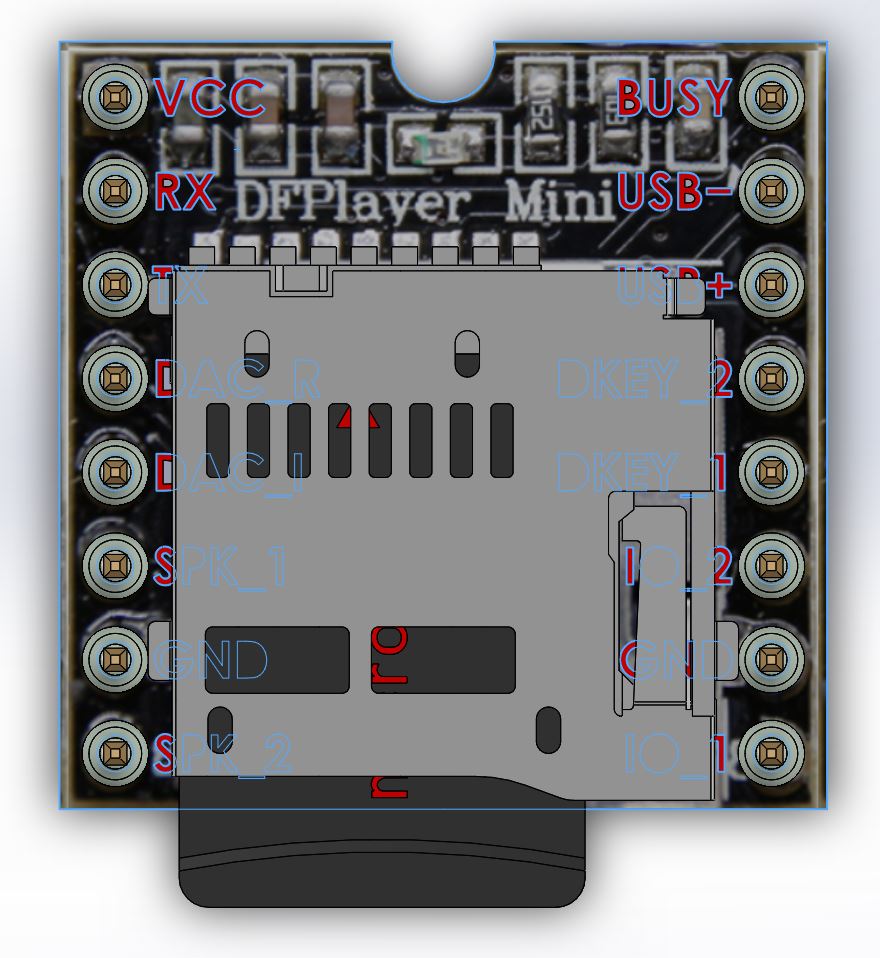 VCC BUSY
RX DFPlayer Mini USB-
TX USB+
DAC_R DKEY_2
DAC_I DKEY_1
SPK_1 IO_2
GND GND
SPK_2 IO_1